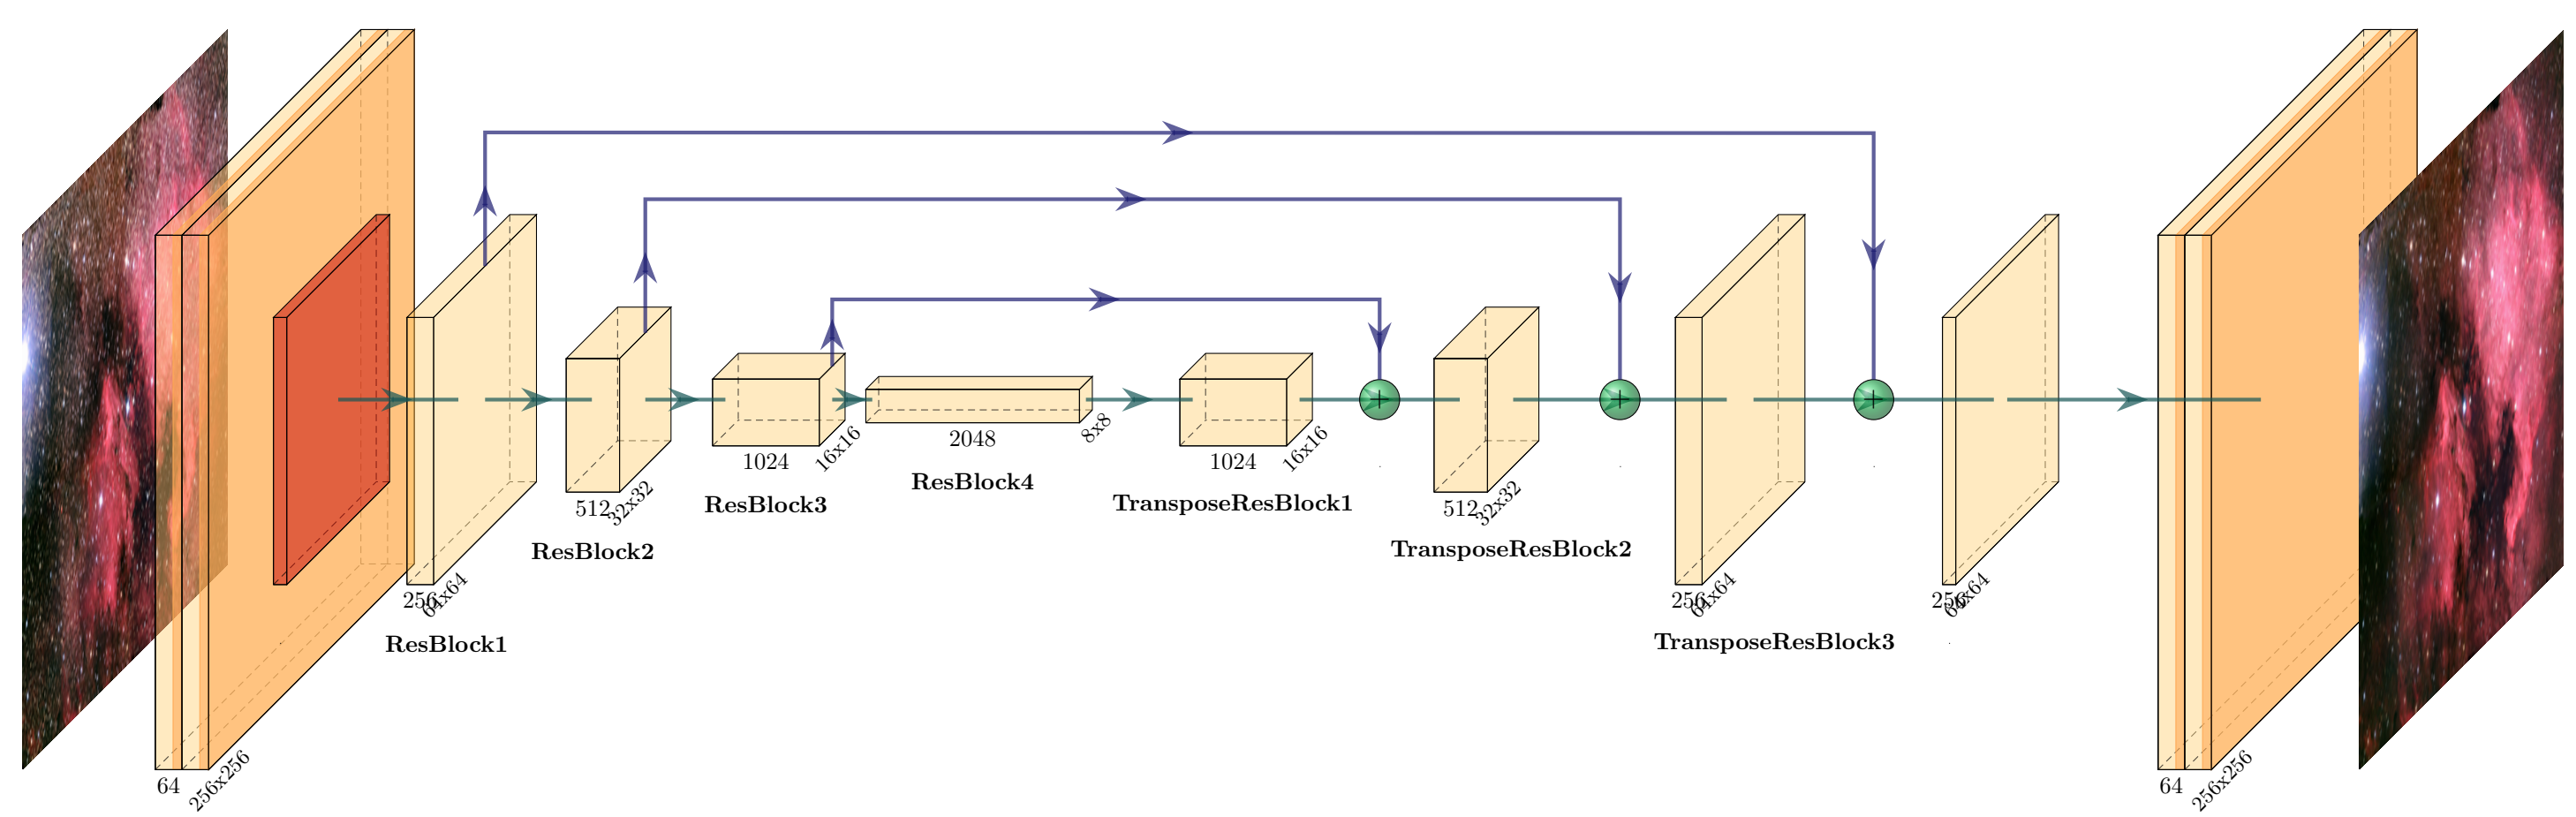 64
256x256
256
64x64
ResBlock1
512
32x32
ResBlock2
1024
16x16
ResBlock3
2048
8x8
ResBlock4
1024
16x16
TransposeResBlock1
512
32x32
TransposeResBlock2
256
64x64
TransposeResBlock3
256
64x64
64
256x256